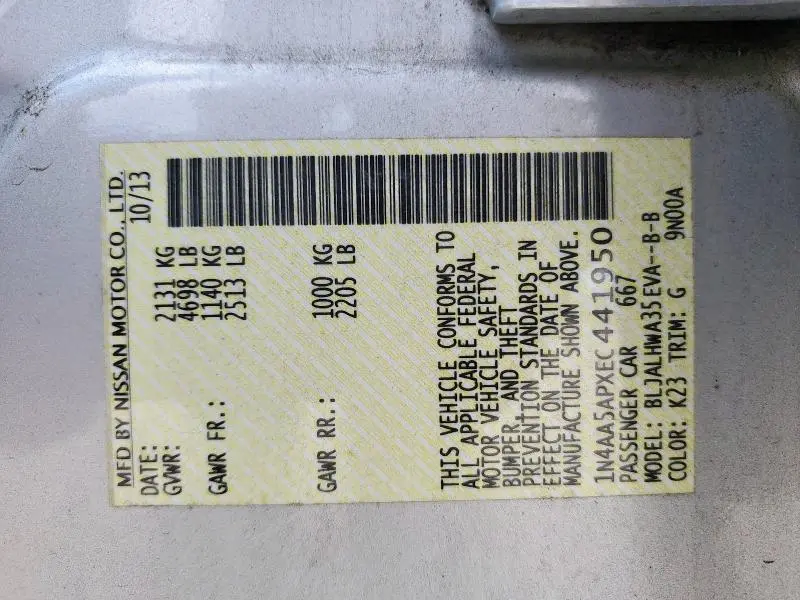 MFD BY NISSAN MOTOR CO., LTD.
DATE: 10/13
GVWR: 2131 KG
4698 LB
GAWR FR.: 1140 KG
2513 LB
GAWR RR.: 1000 KG
2205 LB
THIS VEHICLE CONFORMS TO
ALL APPLICABLE FEDERAL
MOTOR VEHICLE SAFETY,
BUMPER, AND THEFT
PREVENTION STANDARDS IN
EFFECT ON THE DATE OF
MANUFACTURE SHOWN ABOVE.
1N4AA5APXEC441950
PASSENGER CAR 667
MODEL: BLJALHWA35EVA--B-B
COLOR: K23 TRIM: G 9N00A